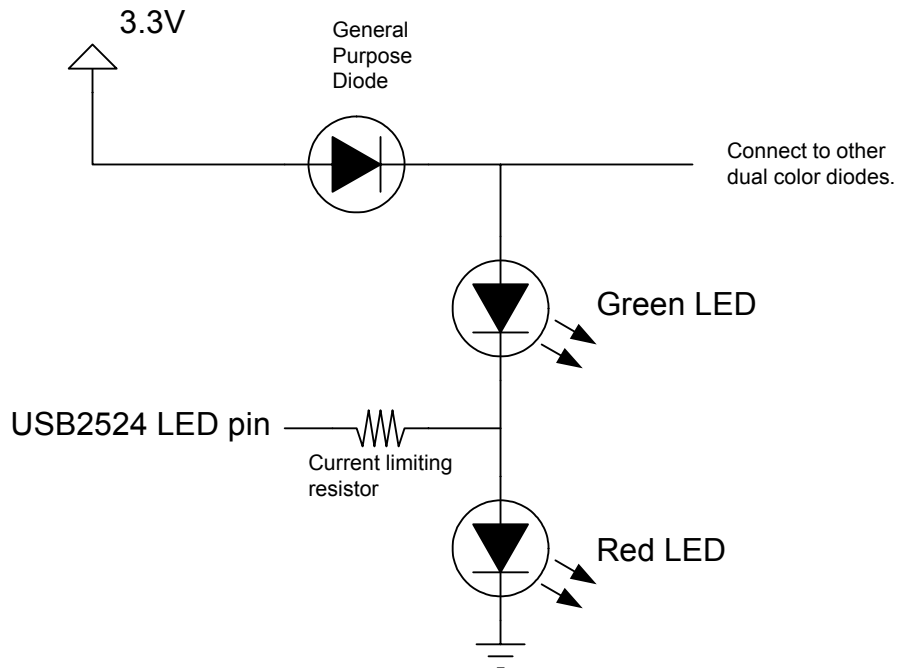 3.3V
General
Purpose
Diode
Connect to other
dual color diodes.
Green LED
USB2524 LED pin
Current limiting
resistor
Red LED